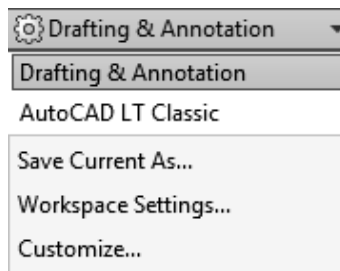 Drafting & Annotation
Drafting & Annotation
AutoCAD LT Classic
Save Current As...
Workspace Settings...
Customize...